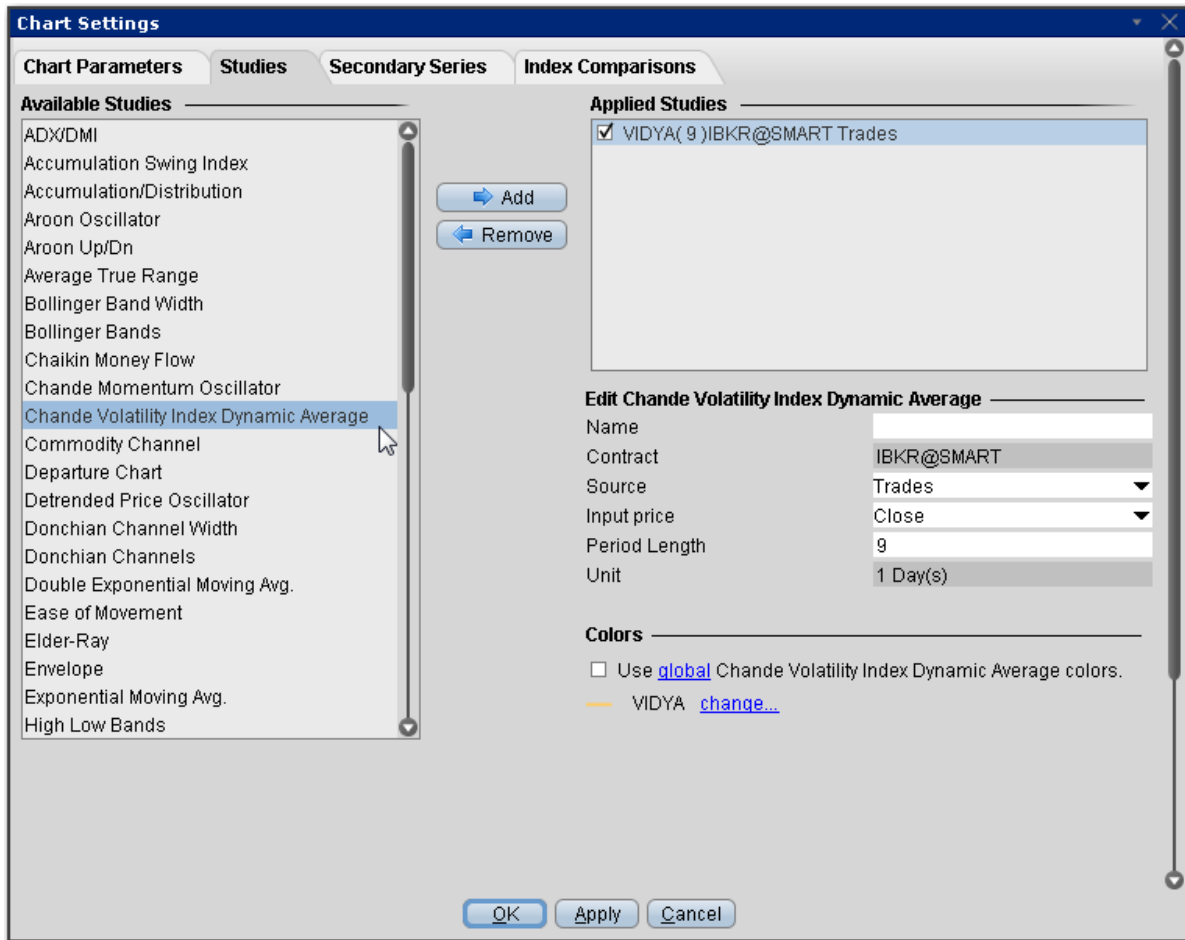 Chart Settings
Chart Parameters
Studies
Secondary Series
Index Comparisons
Available Studies
ADX/DMI
Accumulation Swing Index
Accumulation/Distribution
Aroon Oscillator
Aroon Up/Dn
Average True Range
Bollinger Band Width
Bollinger Bands
Chaikin Money Flow
Chande Momentum Oscillator
Chande Volatility Index Dynamic Average
Commodity Channel
Departure Chart
Detrended Price Oscillator
Donchian Channel Width
Donchian Channels
Double Exponential Moving Avg.
Ease of Movement
Elder-Ray
Envelope
Exponential Moving Avg.
High Low Bands
Add
Remove
Applied Studies
VIDYA( 9 )IBKR@SMART Trades
Edit Chande Volatility Index Dynamic Average
Name
Contract IBKR@SMART
Source Trades
Input price Close
Period Length 9
Unit 1 Day(s)
Colors
Use global Chande Volatility Index Dynamic Average colors.
VIDYA change...
OK Apply Cancel